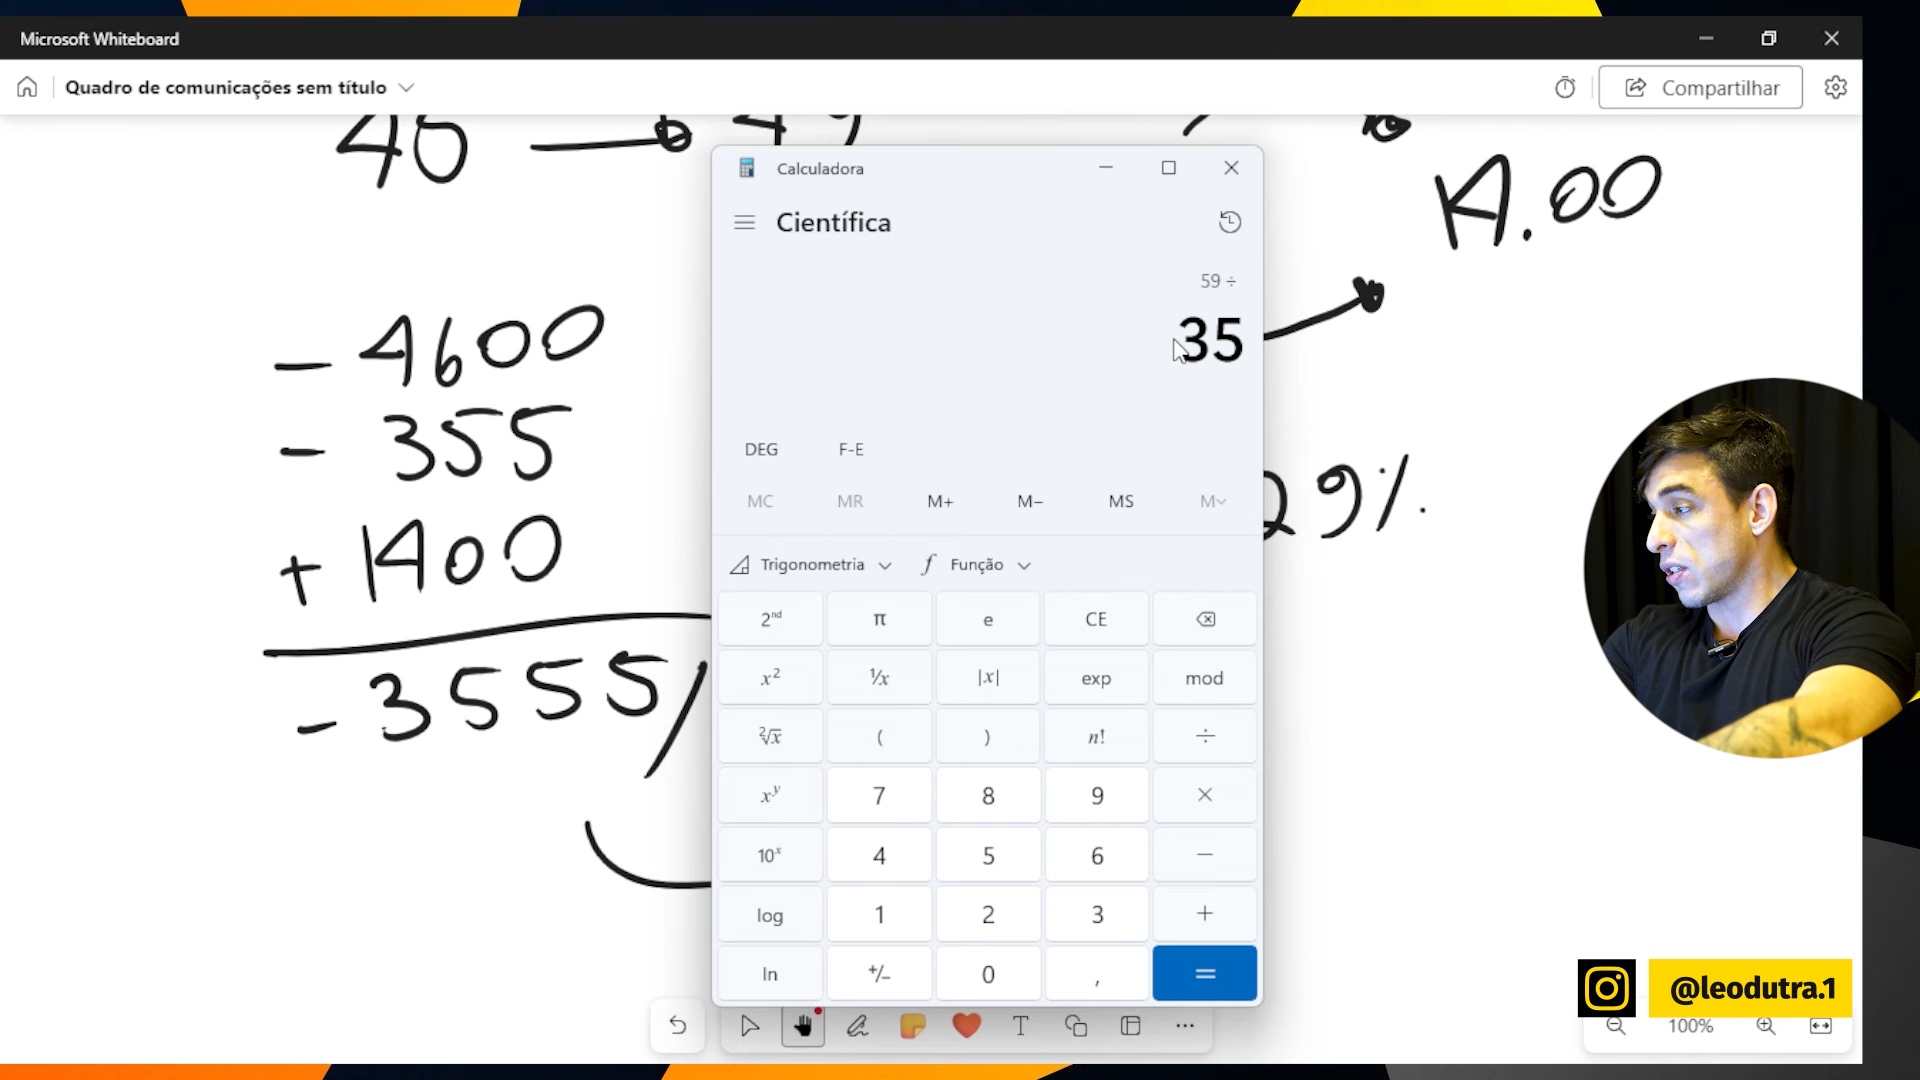 Microsoft Whiteboard
Quadro de comunicações sem título
Compartilhar
14.00
- 4600
- 355
+ 1400
- 3555
29%
Calculadora
Científica
59 ÷
35
DEG F-E
MC MR M+ M- MS M
Trigonometria f Função
2nd π e CE
x² ¹/x |x| exp mod
²√x ( ) n! ÷
xʸ 7 8 9 ×
10ˣ 4 5 6 −
log 1 2 3 +
ln +/− 0 , =
@leodutra.1
100%